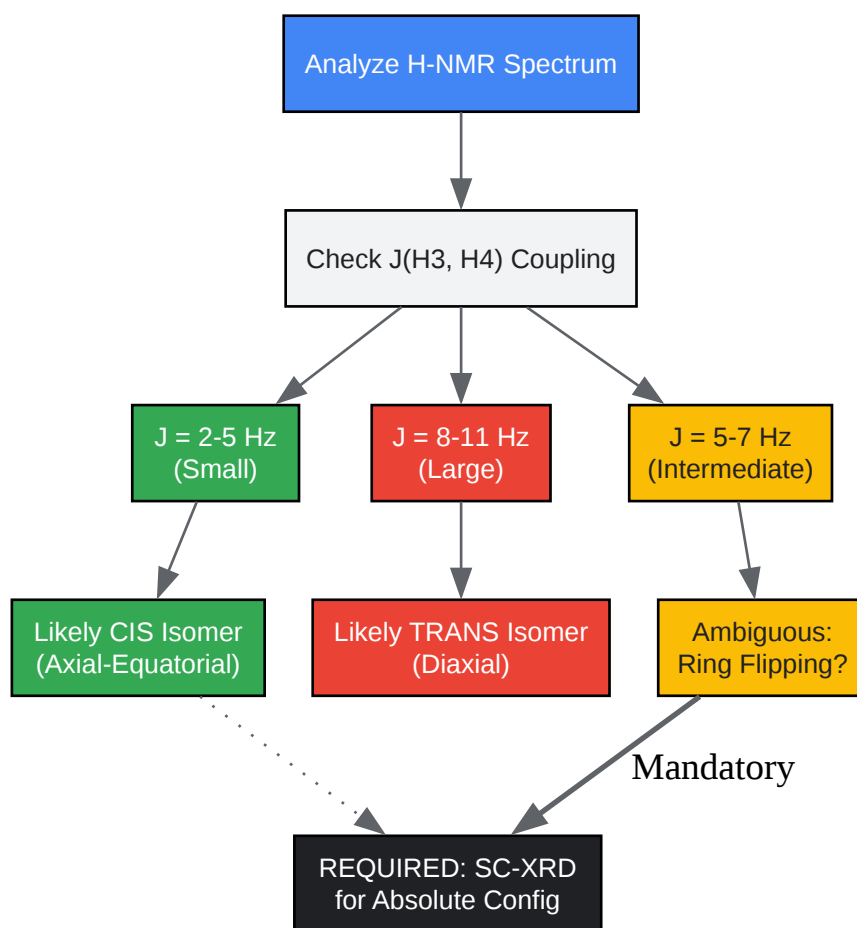 Analyze H-NMR Spectrum
Check J(H3, H4) Coupling
J = 2-5 Hz
(Small)
J = 8-11 Hz
(Large)
J = 5-7 Hz
(Intermediate)
Likely CIS Isomer
(Axial-Equatorial)
Likely TRANS Isomer
(Diaxial)
Ambiguous:
Ring Flipping?
Mandatory
REQUIRED: SC-XRD
for Absolute Config